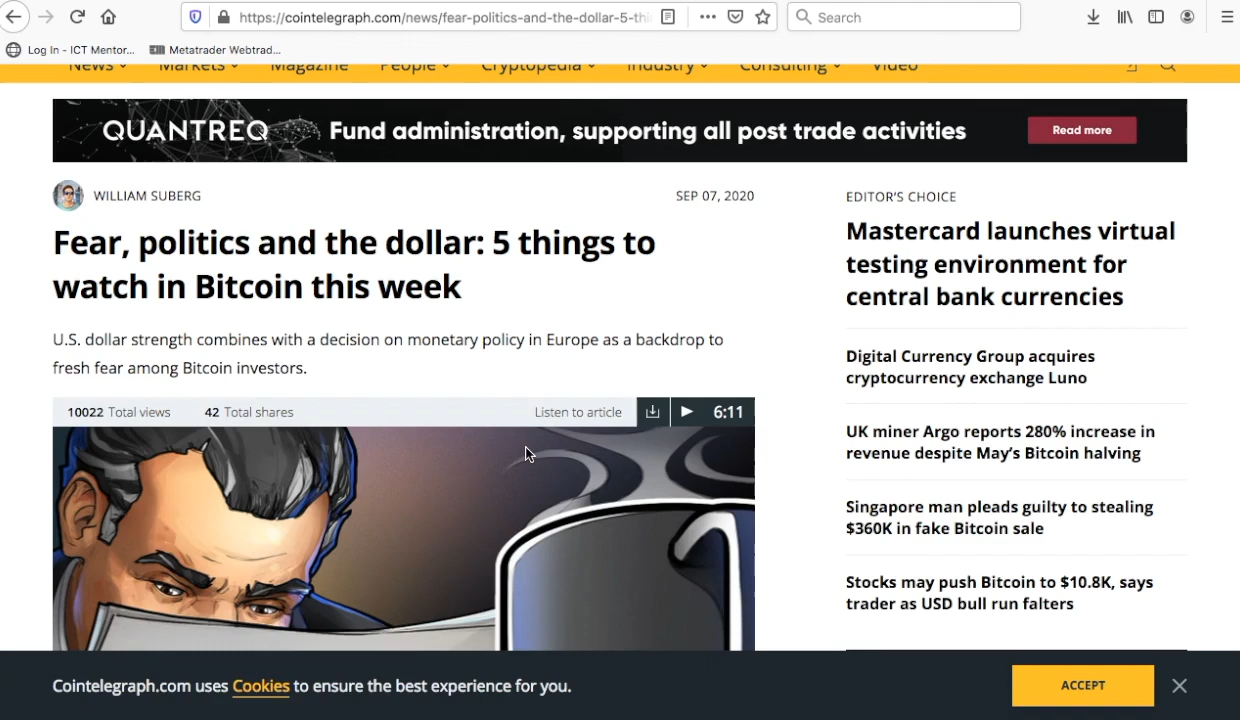 https://cointelegraph.com/news/fear-politics-and-the-dollar-5-thi
Search
Log In - ICT Mentor...
Metatrader Webtrad...
News
Markets
Magazine
People
Cryptopedia
Industry
Consulting
Video
QUANTREQ
Fund administration, supporting all post trade activities
Read more
WILLIAM SUBERG
SEP 07, 2020
Fear, politics and the dollar: 5 things to
watch in Bitcoin this week
U.S. dollar strength combines with a decision on monetary policy in Europe as a backdrop to
fresh fear among Bitcoin investors.
10022 Total views
42 Total shares
Listen to article
6:11
EDITOR'S CHOICE
Mastercard launches virtual
testing environment for
central bank currencies
Digital Currency Group acquires
cryptocurrency exchange Luno
UK miner Argo reports 280% increase in
revenue despite May's Bitcoin halving
Singapore man pleads guilty to stealing
$360K in fake Bitcoin sale
Stocks may push Bitcoin to $10.8K, says
trader as USD bull run falters
Cointelegraph.com uses Cookies to ensure the best experience for you.
ACCEPT